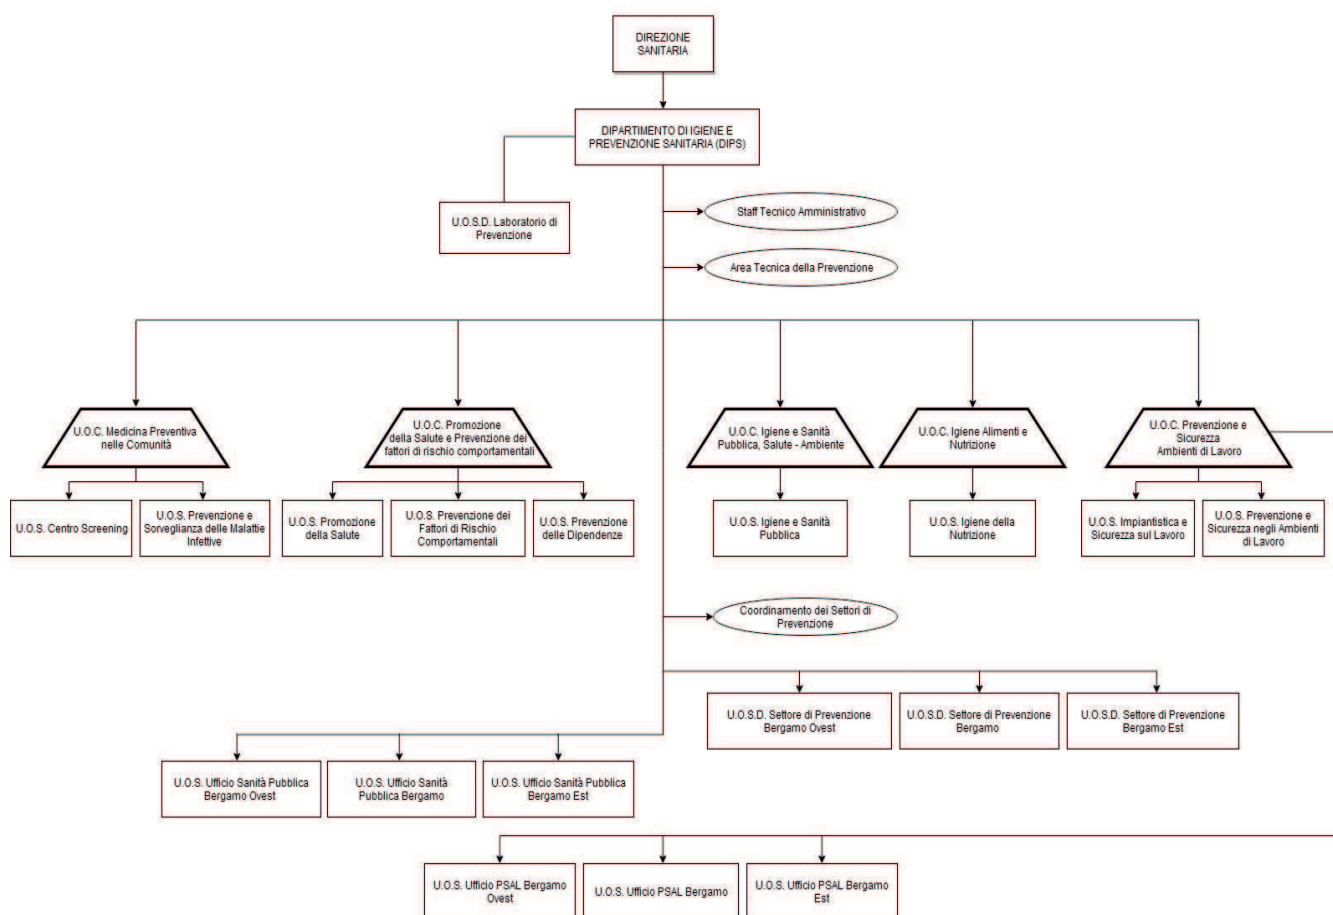 DIREZIONE
SANITARIA
DIPARTIMENTO DI IGIENE E
PREVENZIONE SANITARIA (DIPS)
U.O.S.D. Laboratorio di
Prevenzione
Staff Tecnico Amministrativo
Area Tecnica della Prevenzione
U.O.C. Medicina Preventiva
nelle Comunità
U.O.C. Promozione
della Salute e Prevenzione dei
fattori di rischio comportamentali
U.O.C. Igiene e Sanità
Pubblica, Salute - Ambiente
U.O.C. Igiene Alimenti e
Nutrizione
U.O.C. Prevenzione e
Sicurezza
Ambienti di Lavoro
U.O.S. Centro Screening
U.O.S. Prevenzione e
Sorveglianza delle Malattie
Infettive
U.O.S. Promozione
della Salute
U.O.S. Prevenzione dei
Fattori di Rischio
Comportamentali
U.O.S. Prevenzione
delle Dipendenze
U.O.S. Igiene e Sanità
Pubblica
U.O.S. Igiene della
Nutrizione
U.O.S. Impiantistica e
Sicurezza sul Lavoro
U.O.S. Prevenzione e
Sicurezza negli Ambienti
di Lavoro
Coordinamento dei Settori di
Prevenzione
U.O.S.D. Settore di Prevenzione
Bergamo Ovest
U.O.S.D. Settore di Prevenzione
Bergamo
U.O.S.D. Settore di Prevenzione
Bergamo Est
U.O.S. Ufficio Sanità Pubblica
Bergamo Ovest
U.O.S. Ufficio Sanità
Pubblica Bergamo
U.O.S. Ufficio Sanità Pubblica
Bergamo Est
U.O.S. Ufficio PSAL Bergamo
Ovest
U.O.S. Ufficio PSAL Bergamo
U.O.S. Ufficio PSAL Bergamo
Est